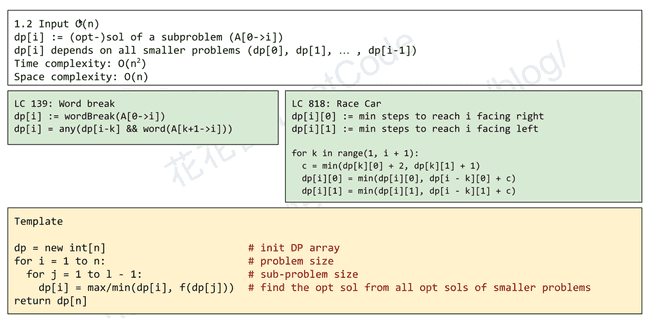 1.2 Input O(n)
dp[i] := (opt-)sol of a subproblem (A[0->i])
dp[i] depends on all smaller problems (dp[0], dp[1], … , dp[i-1])
Time complexity: O(n²)
Space complexity: O(n)
LC 139: Word break
dp[i] := wordBreak(A[0->i])
dp[i] = any(dp[i-k] && word(A[k+1->i]))
LC 818: Race Car
dp[i][0] := min steps to reach i facing right
dp[i][1] := min steps to reach i facing left
for k in range(1, i + 1):
c = min(dp[k][0] + 2, dp[k][1] + 1)
dp[i][0] = min(dp[i][0], dp[i - k][0] + c)
dp[i][1] = min(dp[i][1], dp[i - k][1] + c)
Template
dp = new int[n] # init DP array
for i = 1 to n: # problem size
for j = 1 to l - 1: # sub-problem size
dp[i] = max/min(dp[i], f(dp[j])) # find the opt sol from all opt sols of smaller problems
return dp[n]